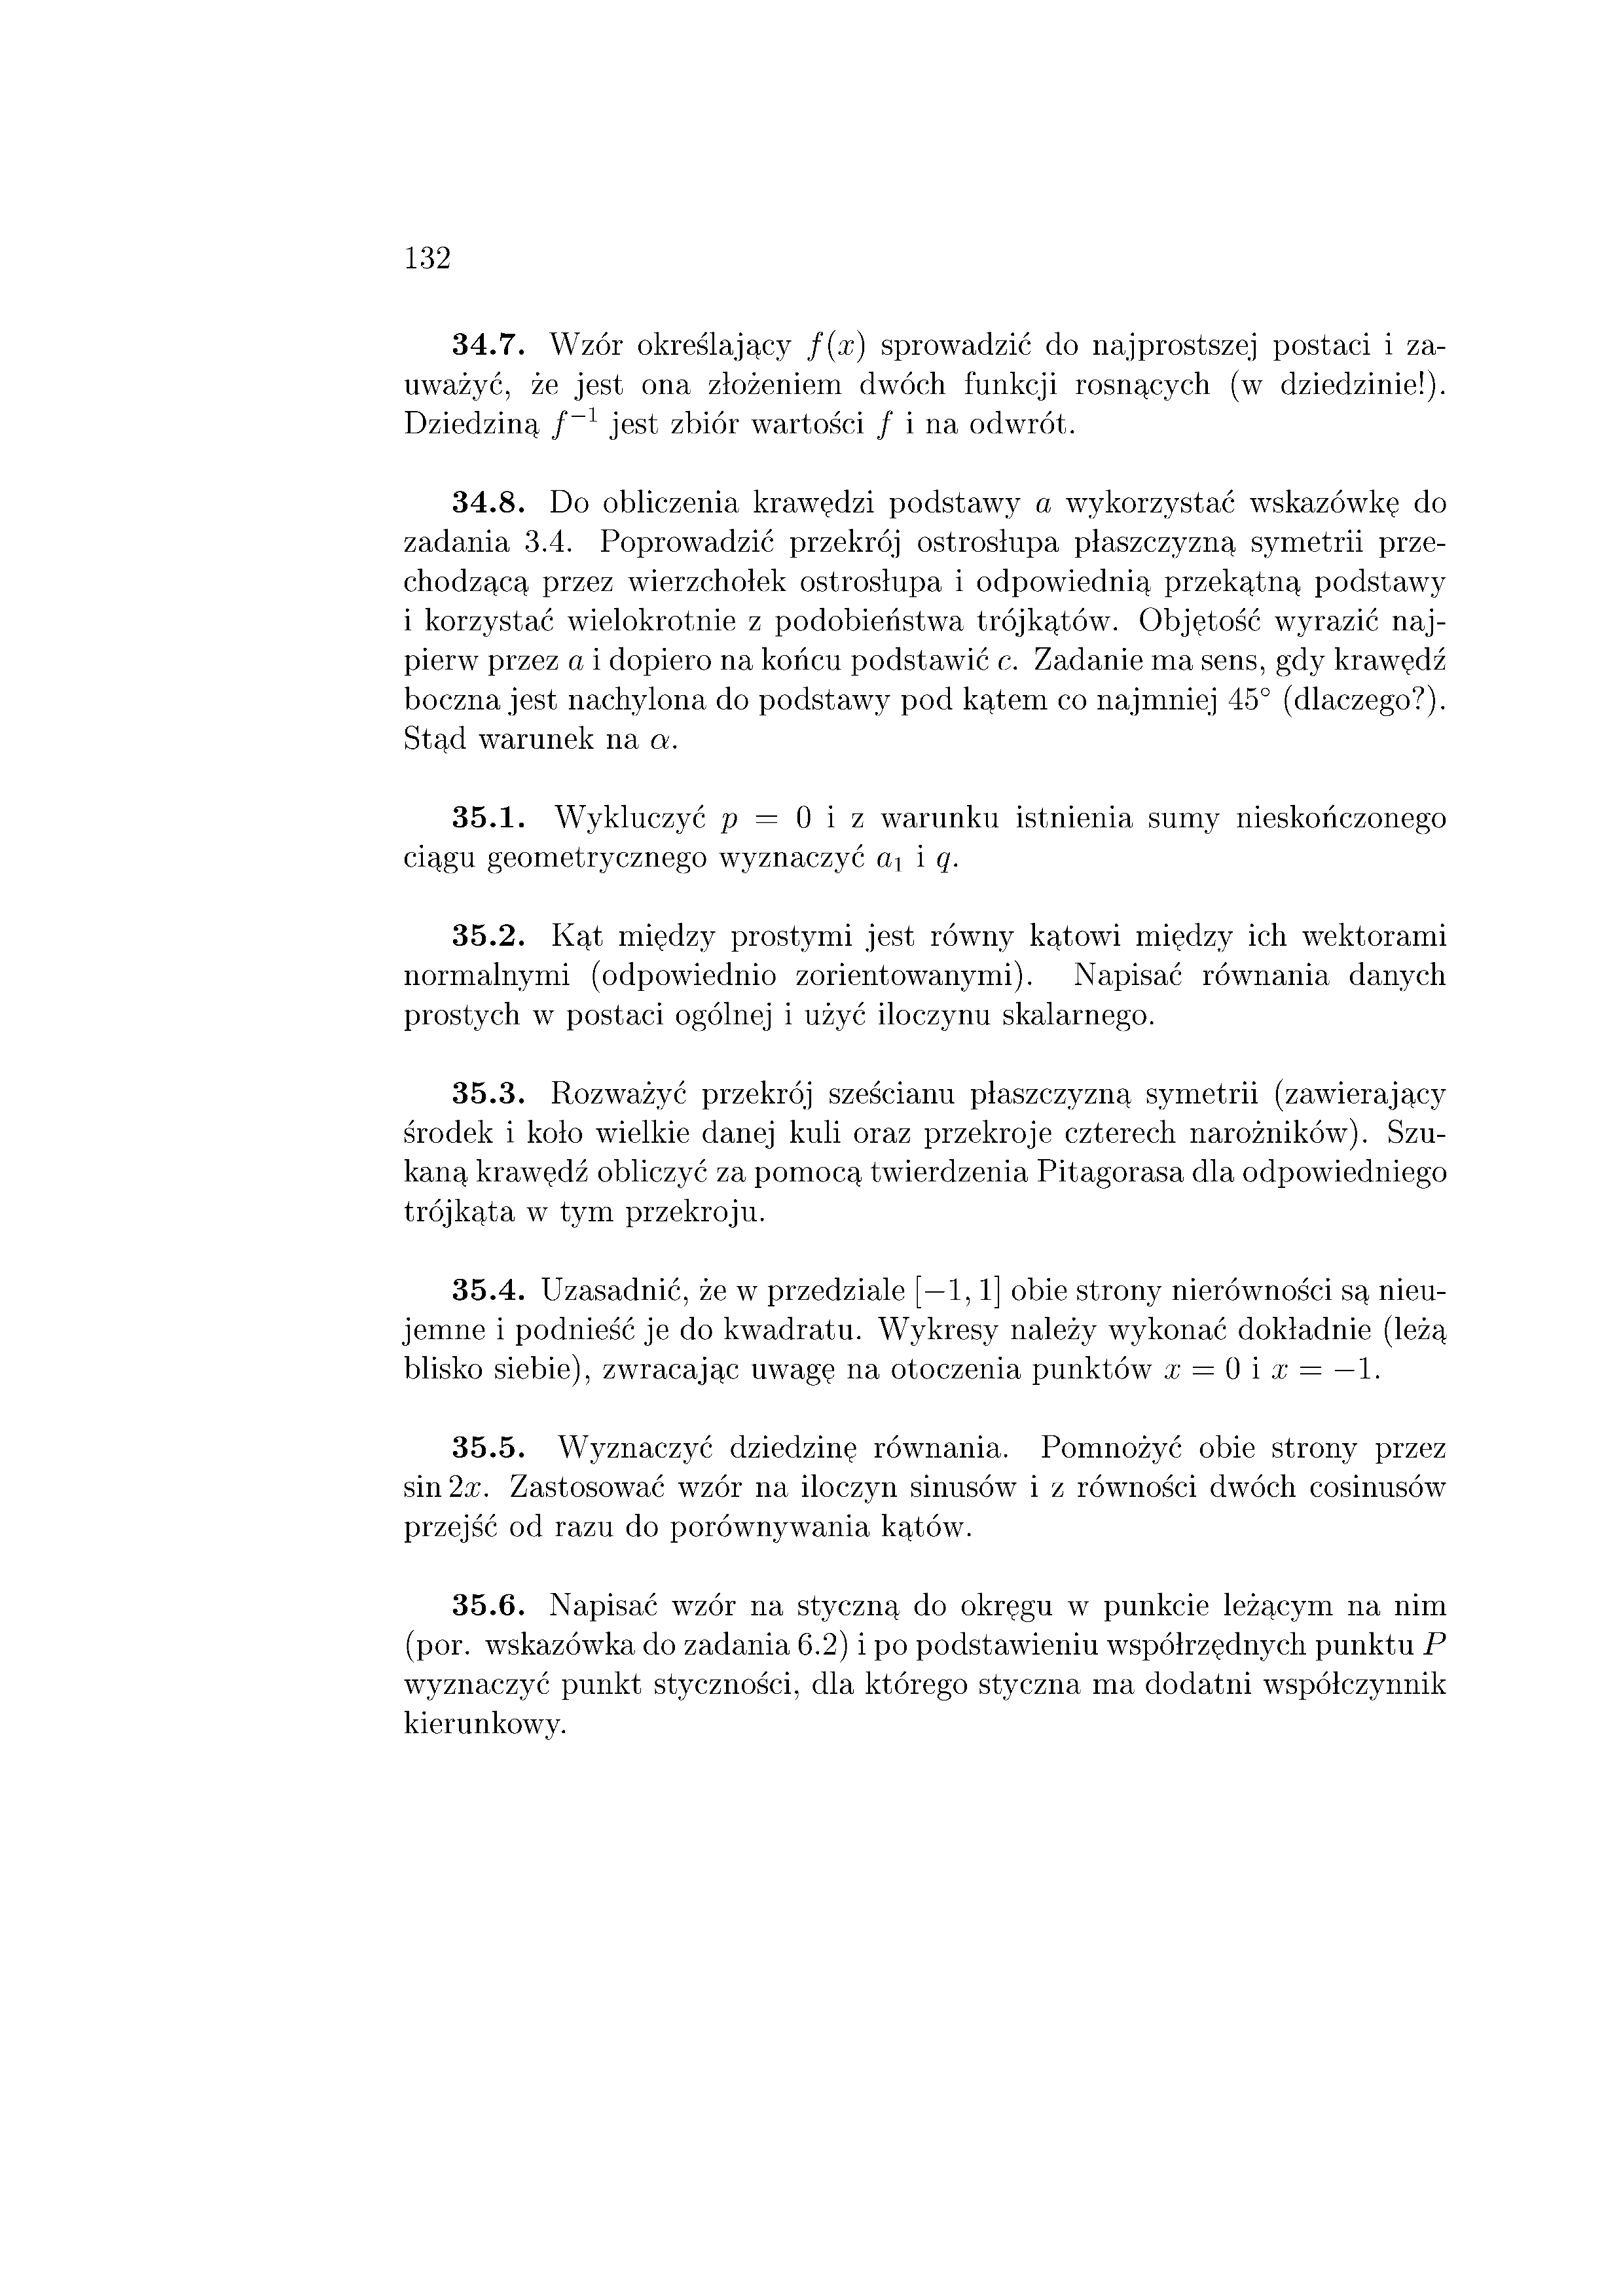 132
34.7. Wzór określający f(x) sprowadzić do najprostszej postaci i za-
uważyć, że jest ona złożeniem dwóch funkcji rosnących (w dziedzinie!).
Dziedziną f⁻¹ jest zbiór wartości f i na odwrót.
34.8. Do obliczenia krawędzi podstawy a wykorzystać wskazówkę do
zadania 3.4. Poprowadzić przekrój ostrosłupa płaszczyzną symetrii prze-
chodzącą przez wierzchołek ostrosłupa i odpowiednią przekątną podstawy
i korzystać wielokrotnie z podobieństwa trójkątów. Objętość wyrazić naj-
pierw przez a i dopiero na końcu podstawić c. Zadanie ma sens, gdy krawędź
boczna jest nachylona do podstawy pod kątem co najmniej 45° (dlaczego?).
Stąd warunek na α.
35.1. Wykluczyć p = 0 i z warunku istnienia sumy nieskończonego
ciągu geometrycznego wyznaczyć a₁ i q.
35.2. Kąt między prostymi jest równy kątowi między ich wektorami
normalnymi (odpowiednio zorientowanymi). Napisać równania danych
prostych w postaci ogólnej i użyć iloczynu skalarnego.
35.3. Rozważyć przekrój sześcianu płaszczyzną symetrii (zawierający
środek i koło wielkie danej kuli oraz przekroje czterech narożników). Szu-
kaną krawędź obliczyć za pomocą twierdzenia Pitagorasa dla odpowiedniego
trójkąta w tym przekroju.
35.4. Uzasadnić, że w przedziale [−1, 1] obie strony nierówności są nieu-
jemne i podnieść je do kwadratu. Wykresy należy wykonać dokładnie (leżą
blisko siebie), zwracając uwagę na otoczenia punktów x = 0 i x = −1.
35.5. Wyznaczyć dziedzinę równania. Pomnożyć obie strony przez
sin 2x. Zastosować wzór na iloczyn sinusów i z równości dwóch cosinusów
przejść od razu do porównywania kątów.
35.6. Napisać wzór na styczną do okręgu w punkcie leżącym na nim
(por. wskazówka do zadania 6.2) i po podstawieniu współrzędnych punktu P
wyznaczyć punkt styczności, dla którego styczna ma dodatni współczynnik
kierunkowy.